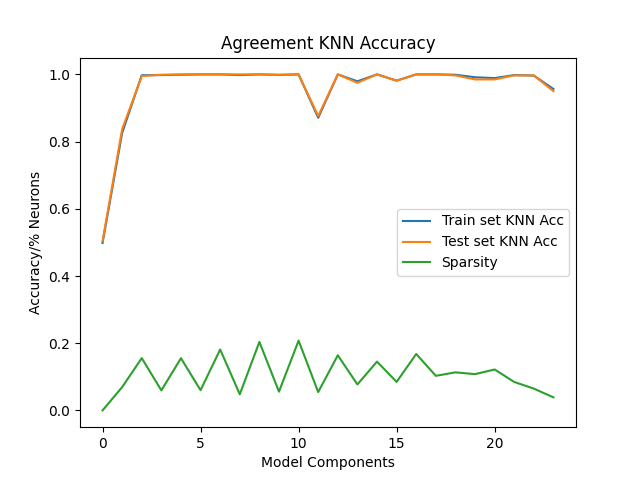 Agreement KNN Accuracy
Accuracy/% Neurons
1.0
0.8
0.6
0.4
0.2
0.0
Train set KNN Acc
Test set KNN Acc
Sparsity
0
5
10
15
20
Model Components